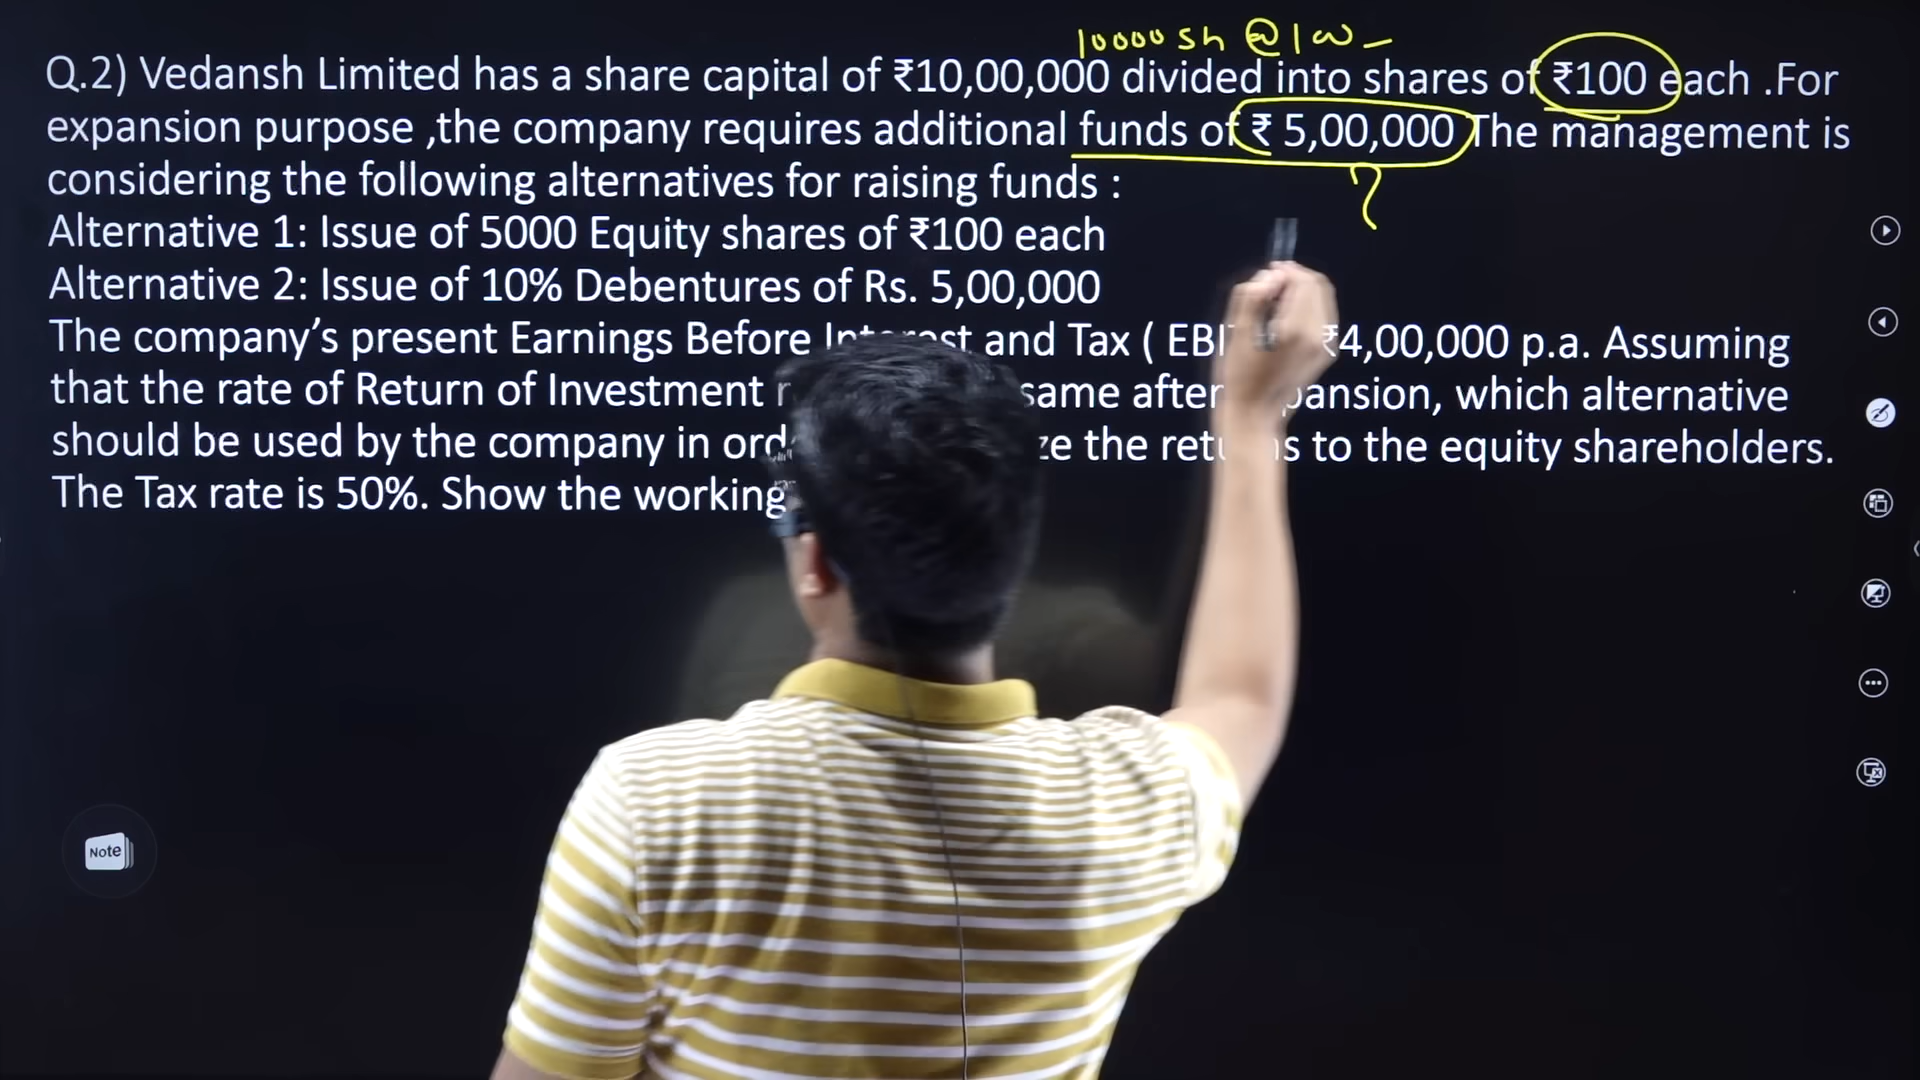 10000 sh @ 100 –
Q.2) Vedansh Limited has a share capital of ₹10,00,000 divided into shares of ₹100 each .For
expansion purpose ,the company requires additional funds of ₹ 5,00,000 The management is
?
considering the following alternatives for raising funds :
Alternative 1: Issue of 5000 Equity shares of ₹100 each
Alternative 2: Issue of 10% Debentures of Rs. 5,00,000
The company's present Earnings Before and Tax ( ₹4,00,000 p.a. Assuming
that the rate of Return of Investment same after which alternative
should be used by the company in to the equity shareholders.
The Tax rate is 50%. Show the working
Note